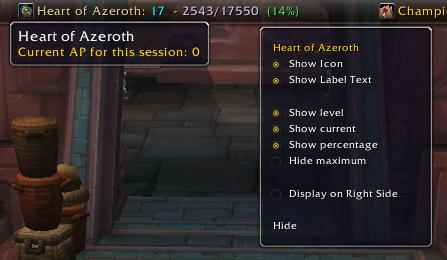 Heart of Azeroth: 17 - 2543/17550 (14%)
Champi
Heart of Azeroth
Current AP for this session: 0
Heart of Azeroth
Show Icon
Show Label Text
Show level
Show current
Show percentage
Hide maximum
Display on Right Side
Hide